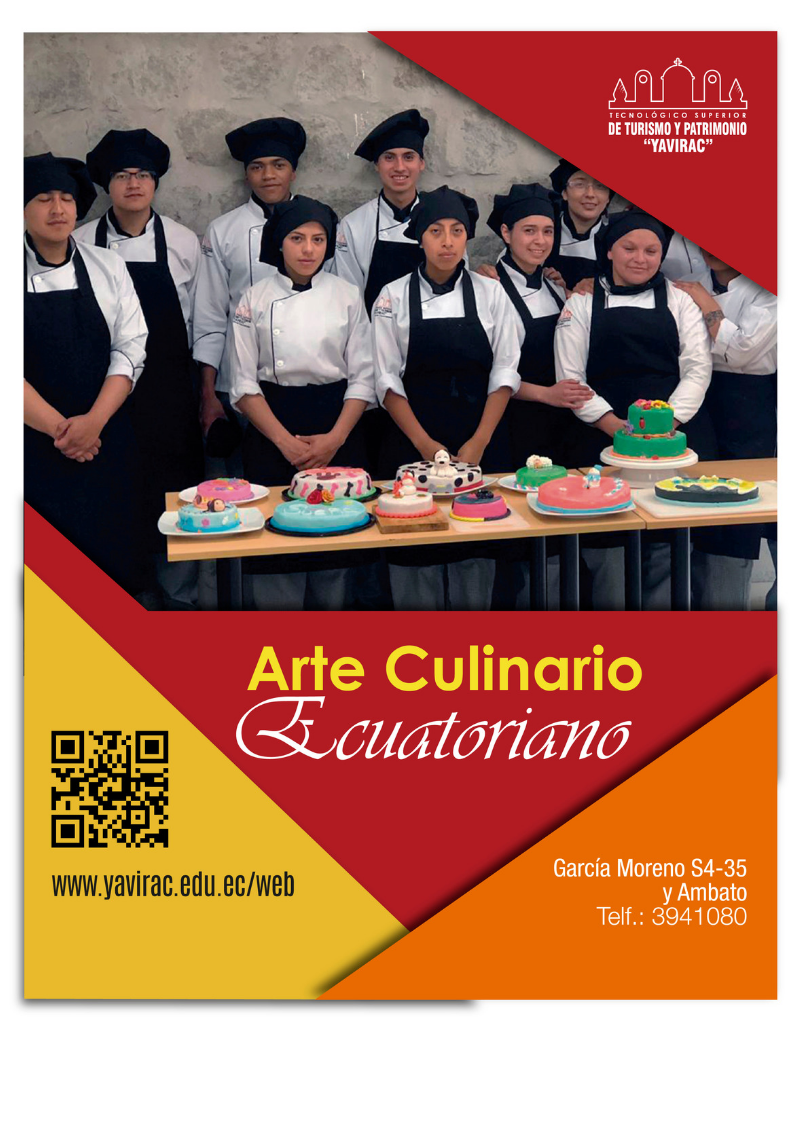 TECNOLÓGICO SUPERIOR
DE TURISMO Y PATRIMONIO
“YAVIRAC”
Arte Culinario
Ecuatoriano
www.yavirac.edu.ec/web
García Moreno S4-35
y Ambato
Telf.: 3941080